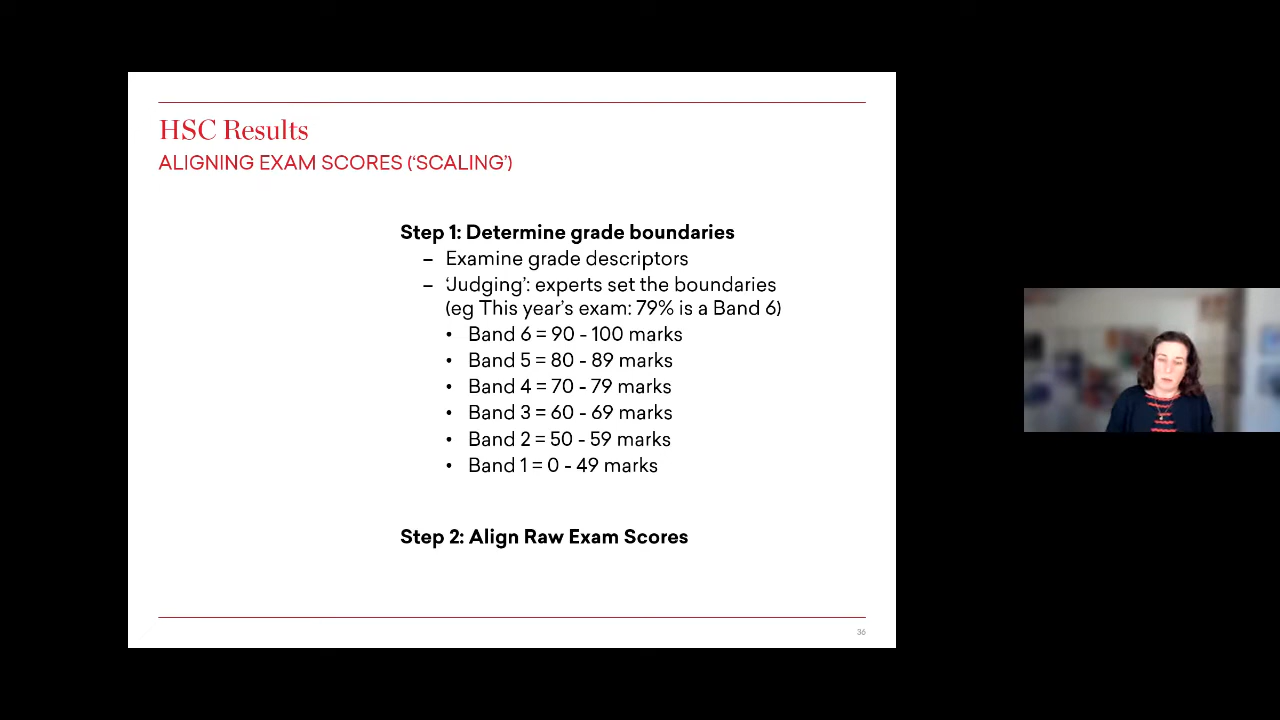 HSC Results
ALIGNING EXAM SCORES (‘SCALING’)
Step 1: Determine grade boundaries
– Examine grade descriptors
– ‘Judging’: experts set the boundaries
(eg This year’s exam: 79% is a Band 6)
• Band 6 = 90 - 100 marks
• Band 5 = 80 - 89 marks
• Band 4 = 70 - 79 marks
• Band 3 = 60 - 69 marks
• Band 2 = 50 - 59 marks
• Band 1 = 0 - 49 marks
Step 2: Align Raw Exam Scores
36